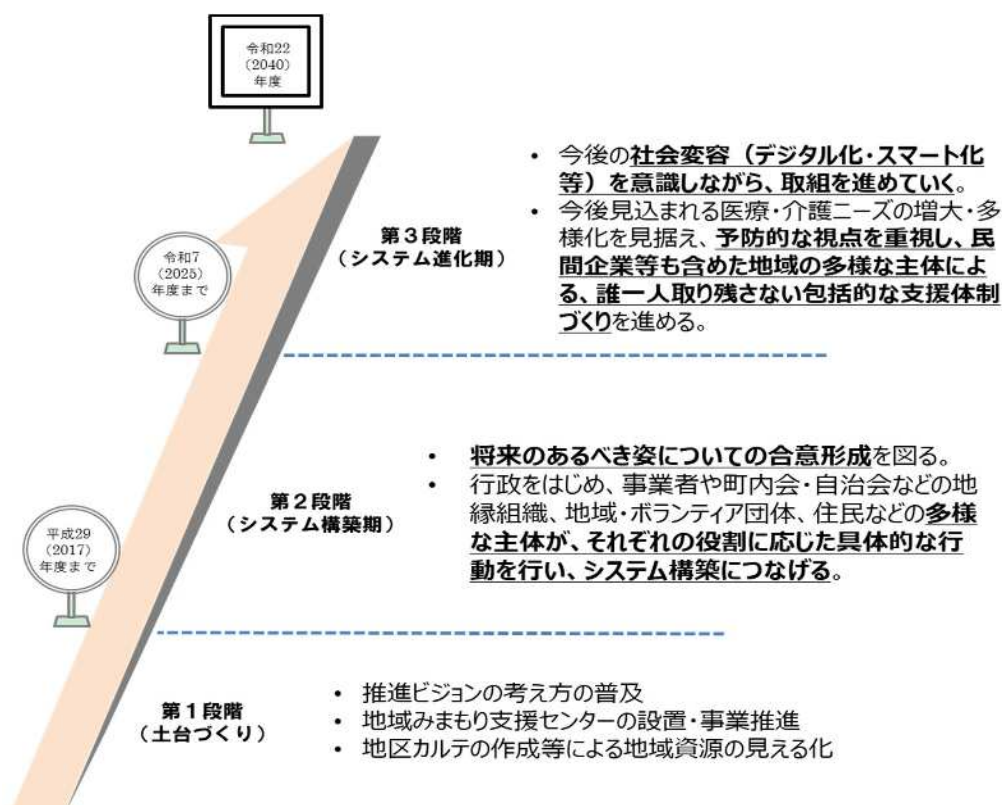 令和22
（2040）
年度
• 今後の社会変容（デジタル化・スマート化
等）を意識しながら、取組を進めていく。
• 今後見込まれる医療・介護ニーズの増大・多
様化を見据え、予防的な視点を重視し、民
間企業等も含めた地域の多様な主体によ
る、誰一人取り残さない包括的な支援体制
づくりを進める。
第３段階
（システム進化期）
令和7
（2025）
年度まで
• 将来のあるべき姿についての合意形成を図る。
• 行政をはじめ、事業者や町内会・自治会などの地
縁組織、地域・ボランティア団体、住民などの多様
な主体が、それぞれの役割に応じた具体的な行
動を行い、システム構築につなげる。
第２段階
（システム構築期）
平成29
（2017）
年度まで
第１段階
（土台づくり）
• 推進ビジョンの考え方の普及
• 地域みまもり支援センターの設置・事業推進
• 地区カルテの作成等による地域資源の見える化